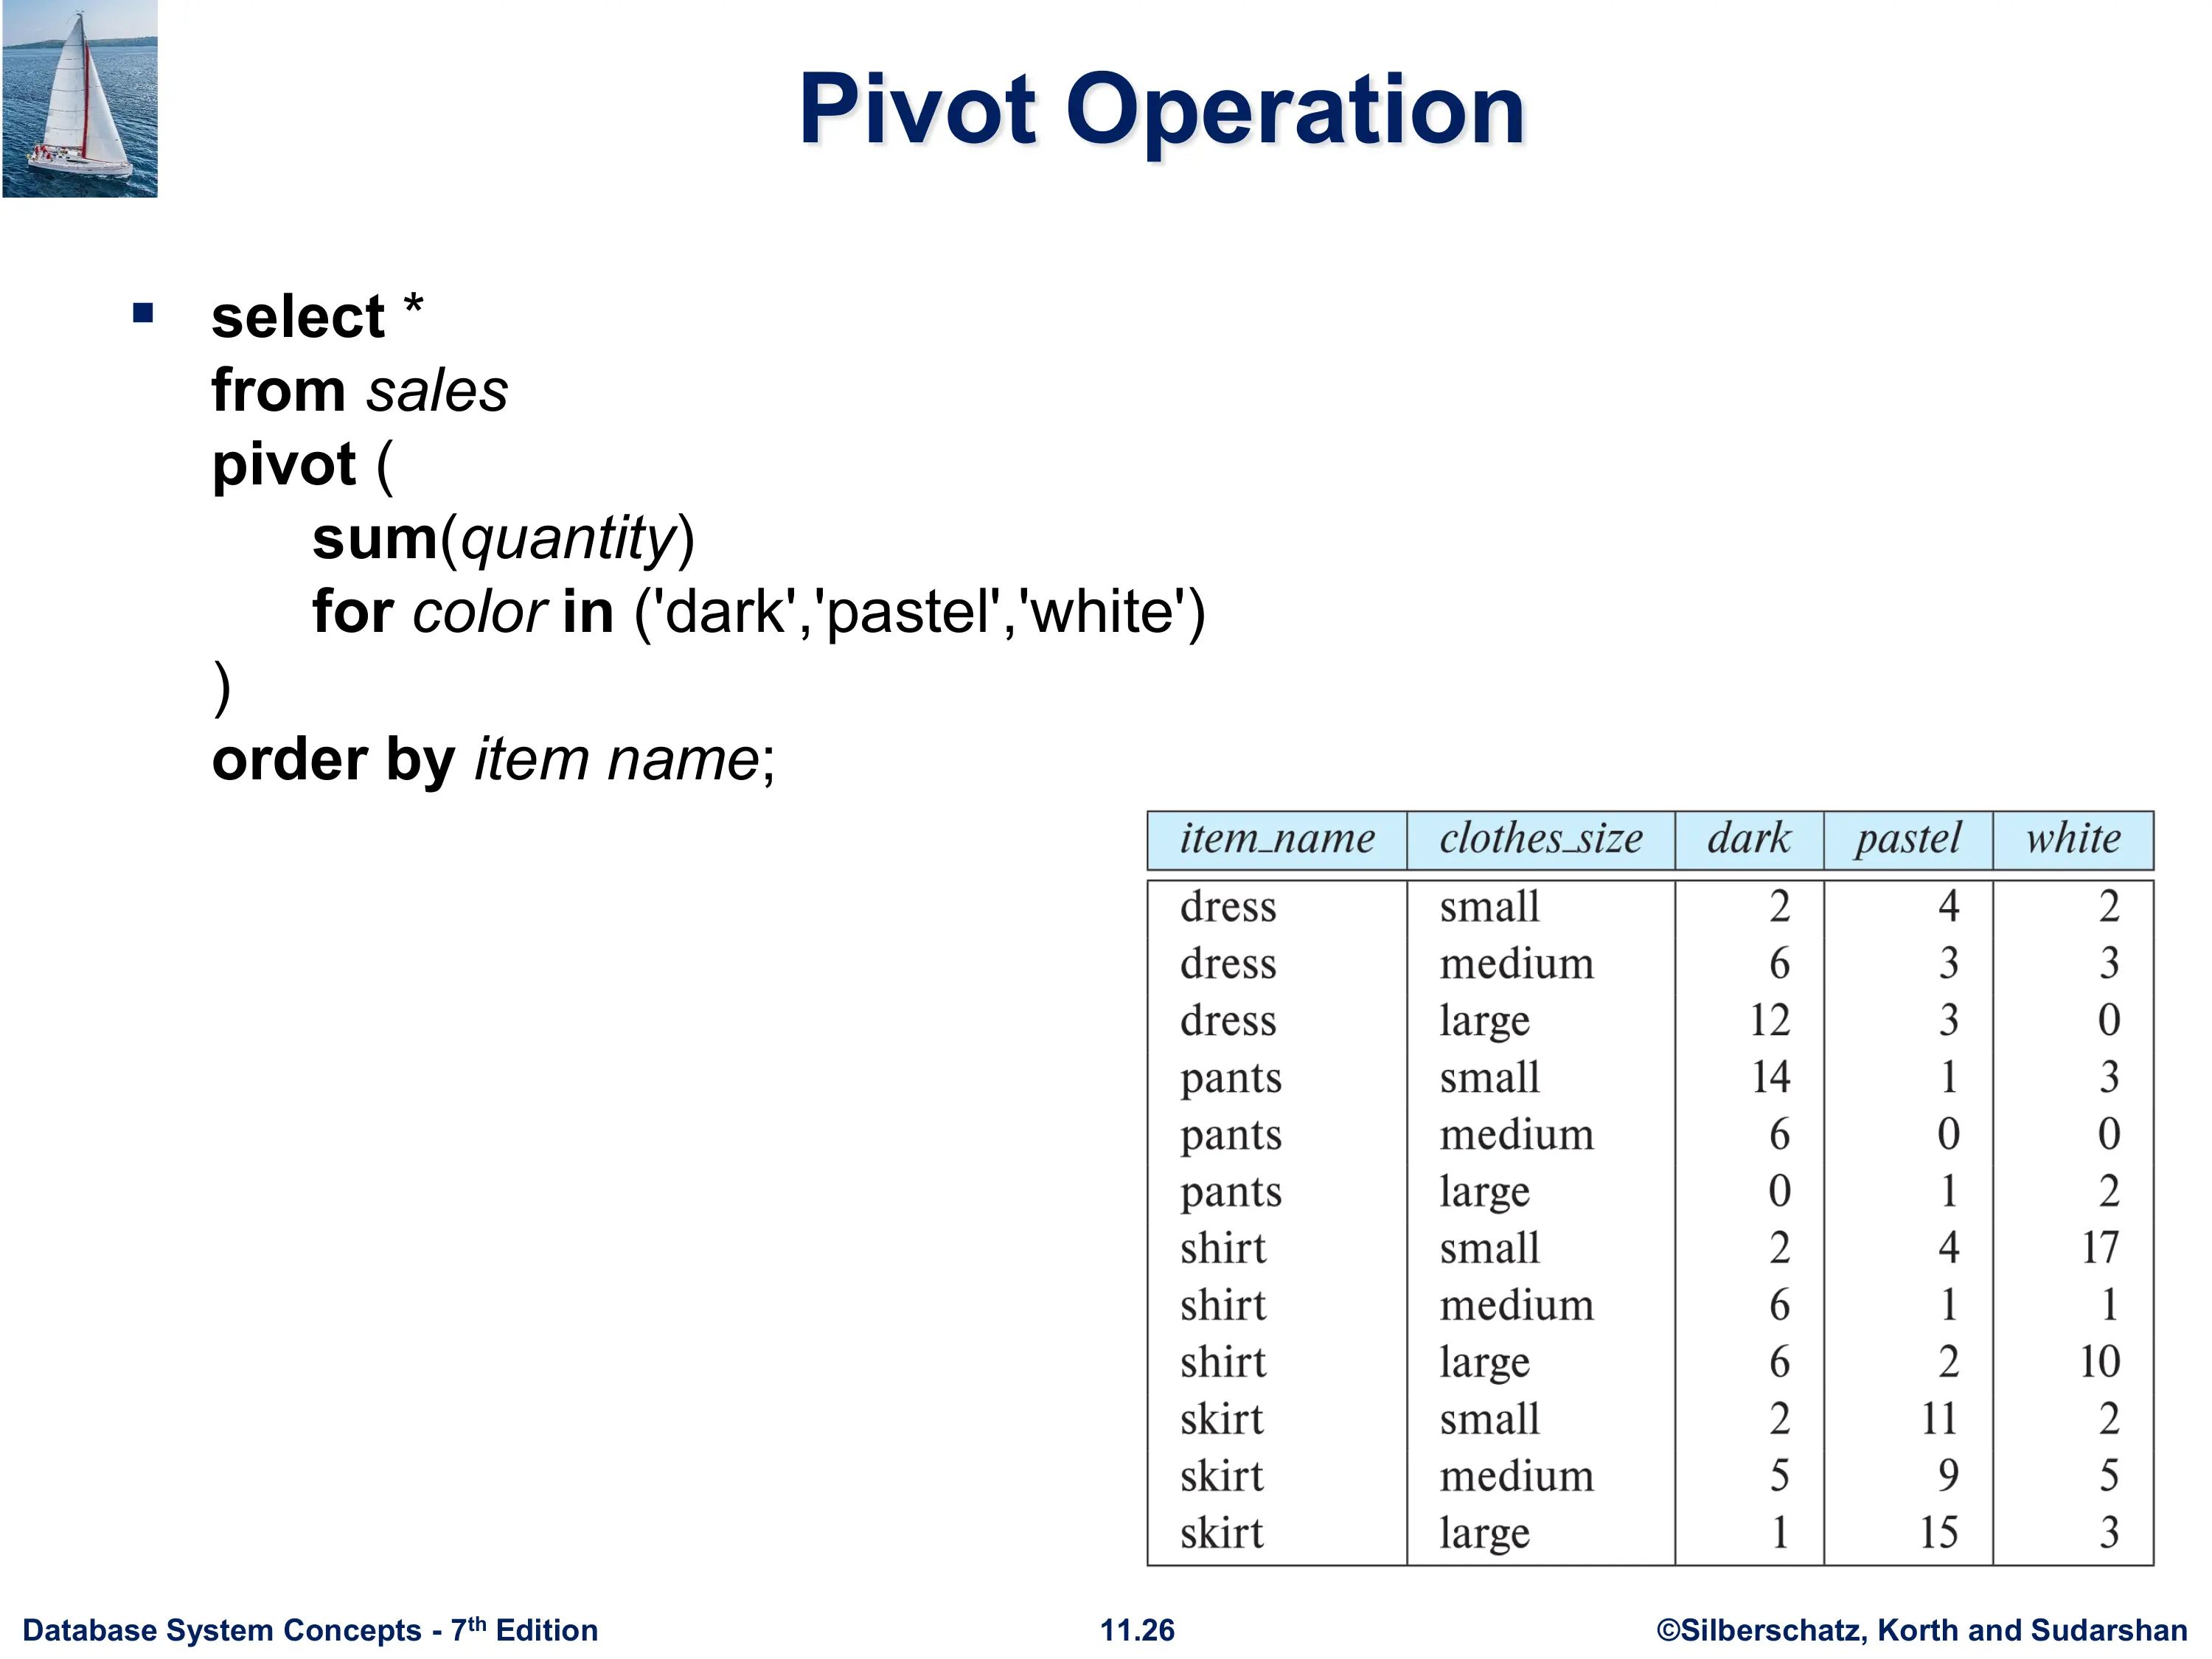 Pivot Operation
▪ select *
from sales
pivot (
sum(quantity)
for color in ('dark','pastel','white')
)
order by item name;
item_name clothes_size dark pastel white
dress small 2 4 2
dress medium 6 3 3
dress large 12 3 0
pants small 14 1 3
pants medium 6 0 0
pants large 0 1 2
shirt small 2 4 17
shirt medium 6 1 1
shirt large 6 2 10
skirt small 2 11 2
skirt medium 5 9 5
skirt large 1 15 3
Database System Concepts - 7th Edition 11.26 ©Silberschatz, Korth and Sudarshan